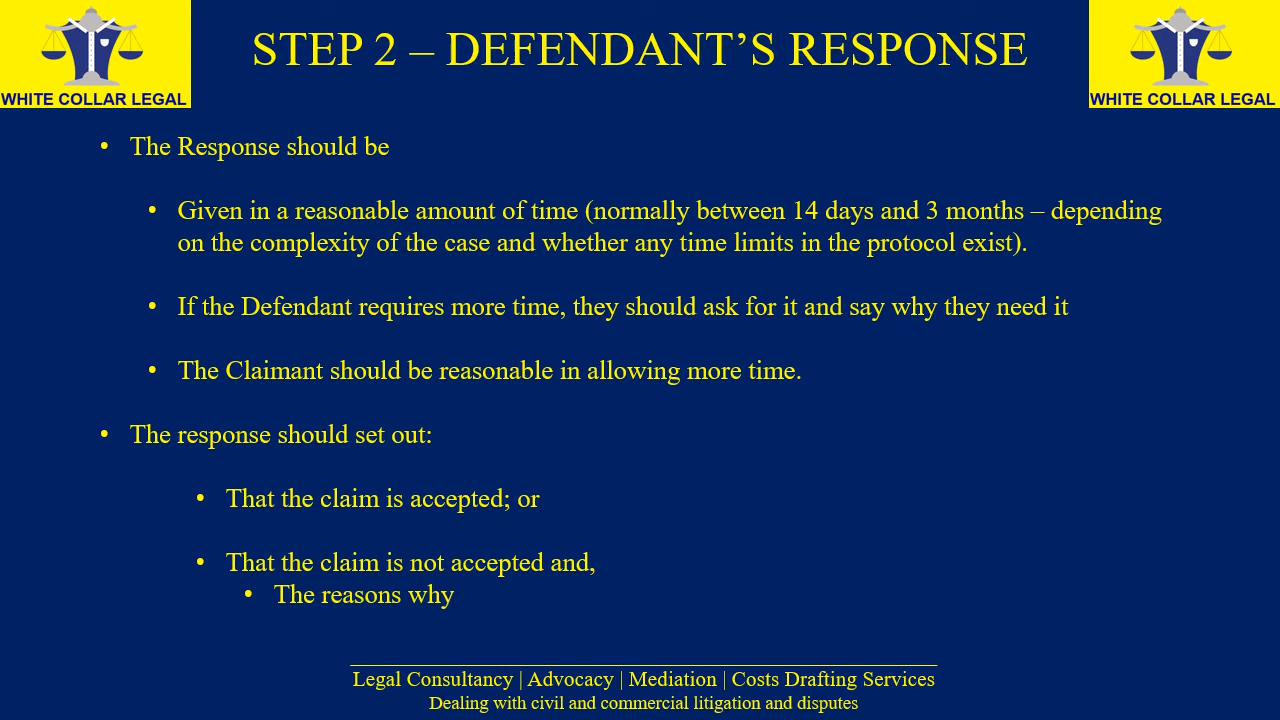 STEP 2 – DEFENDANT’S RESPONSE
WHITE COLLAR LEGAL
WHITE COLLAR LEGAL
• The Response should be
• Given in a reasonable amount of time (normally between 14 days and 3 months – depending
on the complexity of the case and whether any time limits in the protocol exist).
• If the Defendant requires more time, they should ask for it and say why they need it
• The Claimant should be reasonable in allowing more time.
• The response should set out:
• That the claim is accepted; or
• That the claim is not accepted and,
• The reasons why
Legal Consultancy | Advocacy | Mediation | Costs Drafting Services
Dealing with civil and commercial litigation and disputes